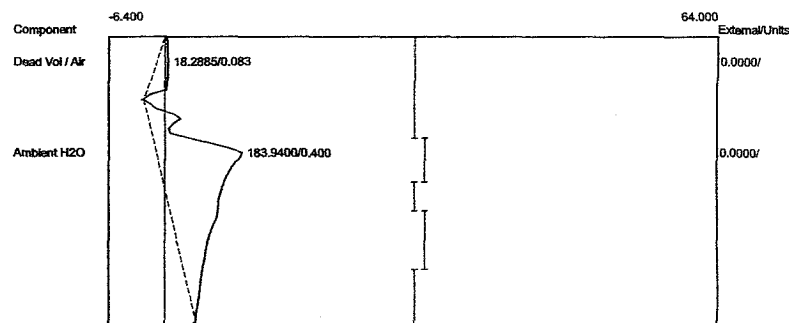 -6.400 64.000
Component External/Units
Dead Vol / Air 18.2885/0.083 0.0000/
Ambient H2O 183.9400/0.400 0.0000/